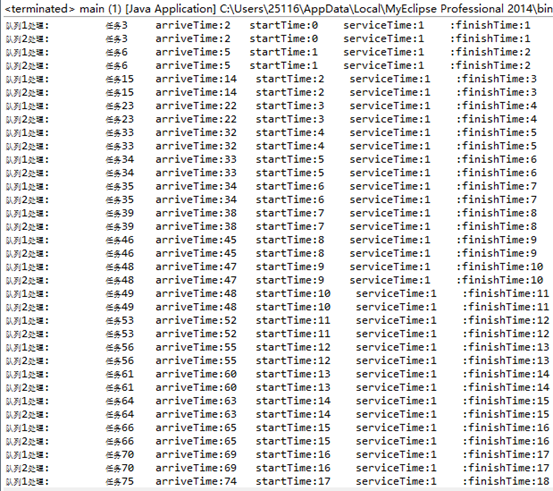 <terminated> main (1) [Java Application] C:\Users\25116\AppData\Local\MyEclipse Professional 2014\bin
队列1处理: 任务3 arriveTime:2 startTime:0 serviceTime:1 :finishTime:1
队列2处理: 任务3 arriveTime:2 startTime:0 serviceTime:1 :finishTime:1
队列1处理: 任务6 arriveTime:5 startTime:1 serviceTime:1 :finishTime:2
队列2处理: 任务6 arriveTime:5 startTime:1 serviceTime:1 :finishTime:2
队列1处理: 任务15 arriveTime:14 startTime:2 serviceTime:1 :finishTime:3
队列2处理: 任务15 arriveTime:14 startTime:2 serviceTime:1 :finishTime:3
队列1处理: 任务23 arriveTime:22 startTime:3 serviceTime:1 :finishTime:4
队列2处理: 任务23 arriveTime:22 startTime:3 serviceTime:1 :finishTime:4
队列1处理: 任务33 arriveTime:32 startTime:4 serviceTime:1 :finishTime:5
队列2处理: 任务33 arriveTime:32 startTime:4 serviceTime:1 :finishTime:5
队列1处理: 任务34 arriveTime:33 startTime:5 serviceTime:1 :finishTime:6
队列2处理: 任务34 arriveTime:33 startTime:5 serviceTime:1 :finishTime:6
队列1处理: 任务35 arriveTime:34 startTime:6 serviceTime:1 :finishTime:7
队列2处理: 任务35 arriveTime:34 startTime:6 serviceTime:1 :finishTime:7
队列1处理: 任务39 arriveTime:38 startTime:7 serviceTime:1 :finishTime:8
队列2处理: 任务39 arriveTime:38 startTime:7 serviceTime:1 :finishTime:8
队列1处理: 任务46 arriveTime:45 startTime:8 serviceTime:1 :finishTime:9
队列2处理: 任务46 arriveTime:45 startTime:8 serviceTime:1 :finishTime:9
队列1处理: 任务48 arriveTime:47 startTime:9 serviceTime:1 :finishTime:10
队列2处理: 任务48 arriveTime:47 startTime:9 serviceTime:1 :finishTime:10
队列1处理: 任务49 arriveTime:48 startTime:10 serviceTime:1 :finishTime:11
队列2处理: 任务49 arriveTime:48 startTime:10 serviceTime:1 :finishTime:11
队列1处理: 任务53 arriveTime:52 startTime:11 serviceTime:1 :finishTime:12
队列2处理: 任务53 arriveTime:52 startTime:11 serviceTime:1 :finishTime:12
队列1处理: 任务56 arriveTime:55 startTime:12 serviceTime:1 :finishTime:13
队列2处理: 任务56 arriveTime:55 startTime:12 serviceTime:1 :finishTime:13
队列1处理: 任务61 arriveTime:60 startTime:13 serviceTime:1 :finishTime:14
队列2处理: 任务61 arriveTime:60 startTime:13 serviceTime:1 :finishTime:14
队列1处理: 任务64 arriveTime:63 startTime:14 serviceTime:1 :finishTime:15
队列2处理: 任务64 arriveTime:63 startTime:14 serviceTime:1 :finishTime:15
队列1处理: 任务66 arriveTime:65 startTime:15 serviceTime:1 :finishTime:16
队列2处理: 任务66 arriveTime:65 startTime:15 serviceTime:1 :finishTime:16
队列1处理: 任务70 arriveTime:69 startTime:16 serviceTime:1 :finishTime:17
队列2处理: 任务70 arriveTime:69 startTime:16 serviceTime:1 :finishTime:17
队列1处理: 任务75 arriveTime:74 startTime:17 serviceTime:1 :finishTime:18